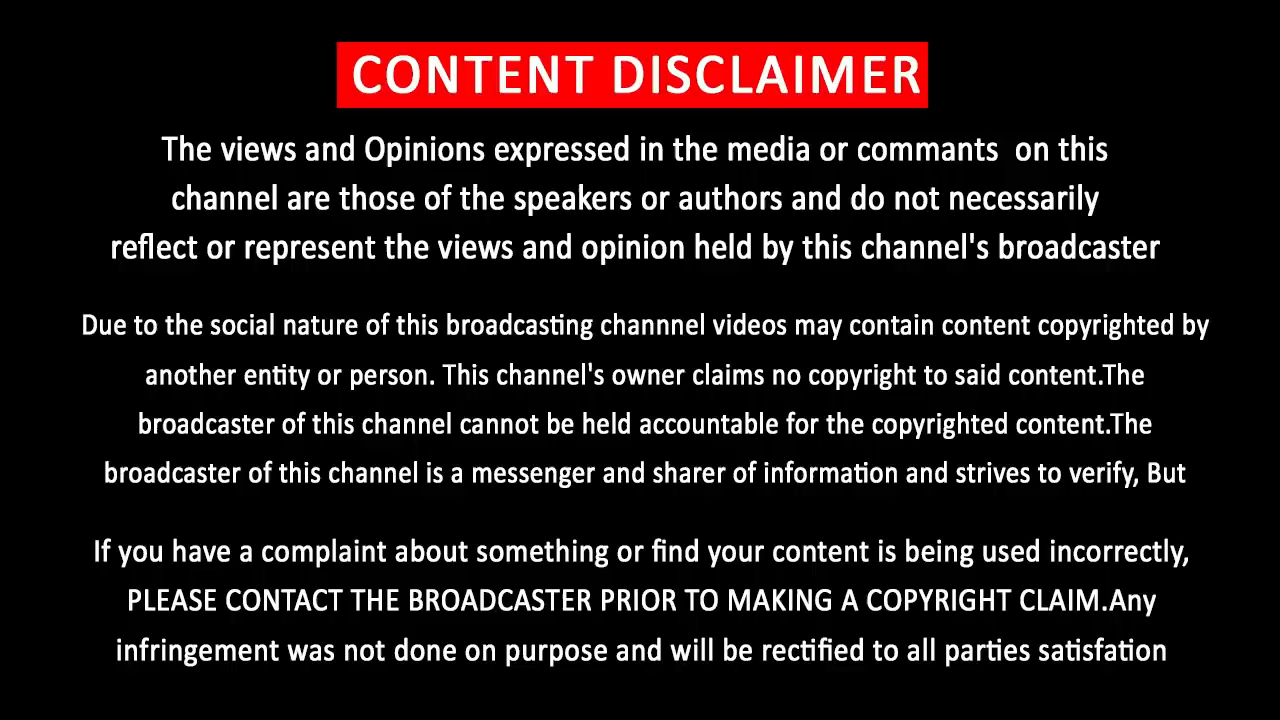 CONTENT DISCLAIMER
The views and Opinions expressed in the media or commants on this
channel are those of the speakers or authors and do not necessarily
reflect or represent the views and opinion held by this channel's broadcaster
Due to the social nature of this broadcasting channnel videos may contain content copyrighted by
another entity or person. This channel's owner claims no copyright to said content.The
broadcaster of this channel cannot be held accountable for the copyrighted content.The
broadcaster of this channel is a messenger and sharer of information and strives to verify, But
If you have a complaint about something or find your content is being used incorrectly,
PLEASE CONTACT THE BROADCASTER PRIOR TO MAKING A COPYRIGHT CLAIM.Any
infringement was not done on purpose and will be rectified to all parties satisfation